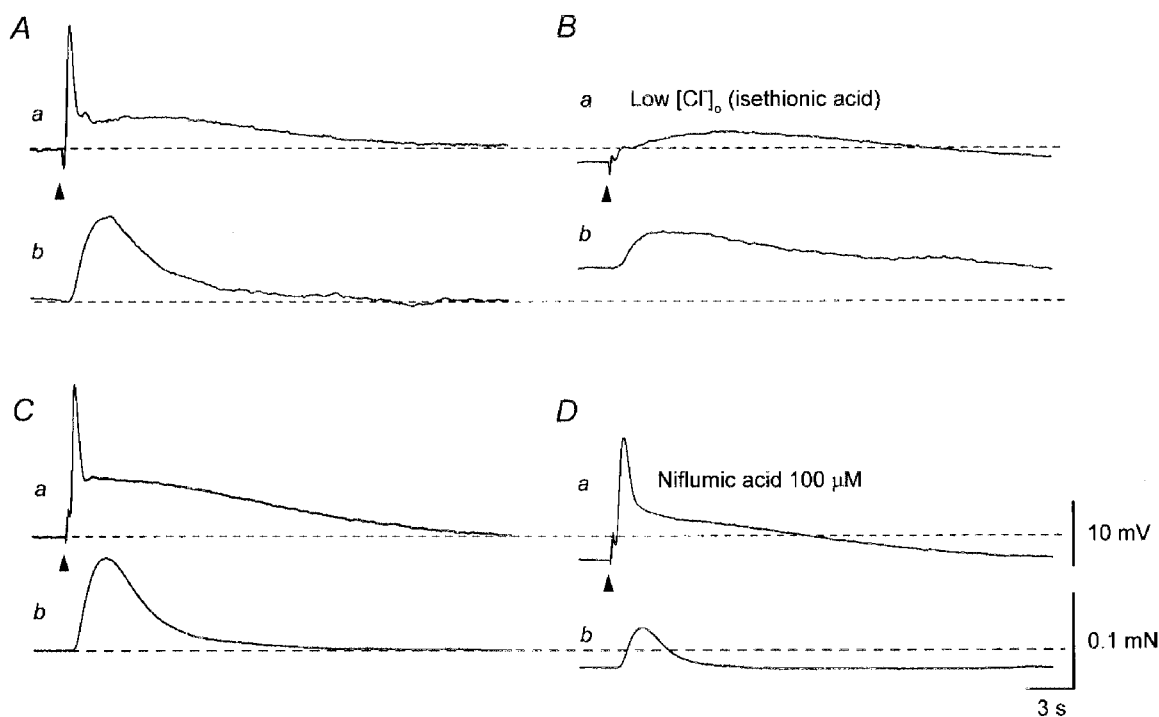 A
B
a
a Low [Cl⁻]ₒ (isethionic acid)
b
b
C
D
a
a Niflumic acid 100 µM
10 mV
b
b
0.1 mN
3 s